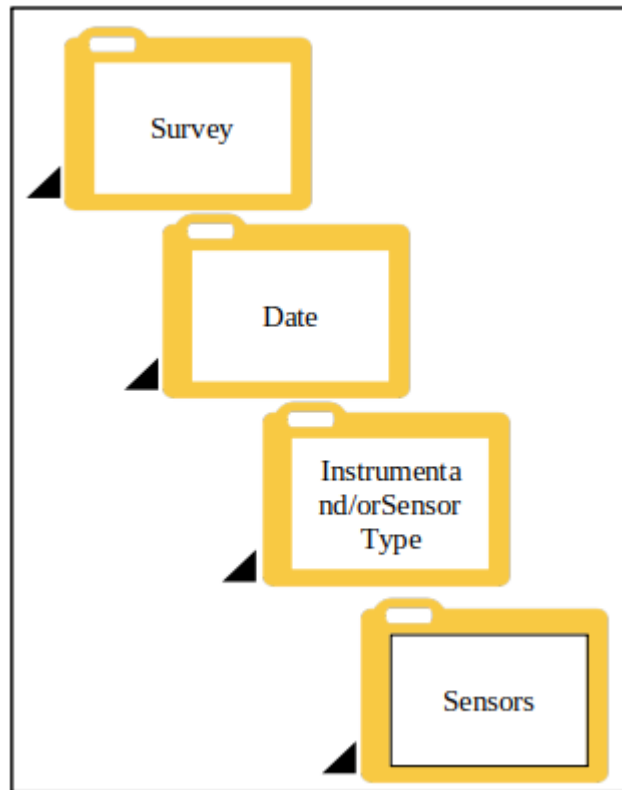 Survey
Date
Instrumenta
nd/orSensor
Type
Sensors